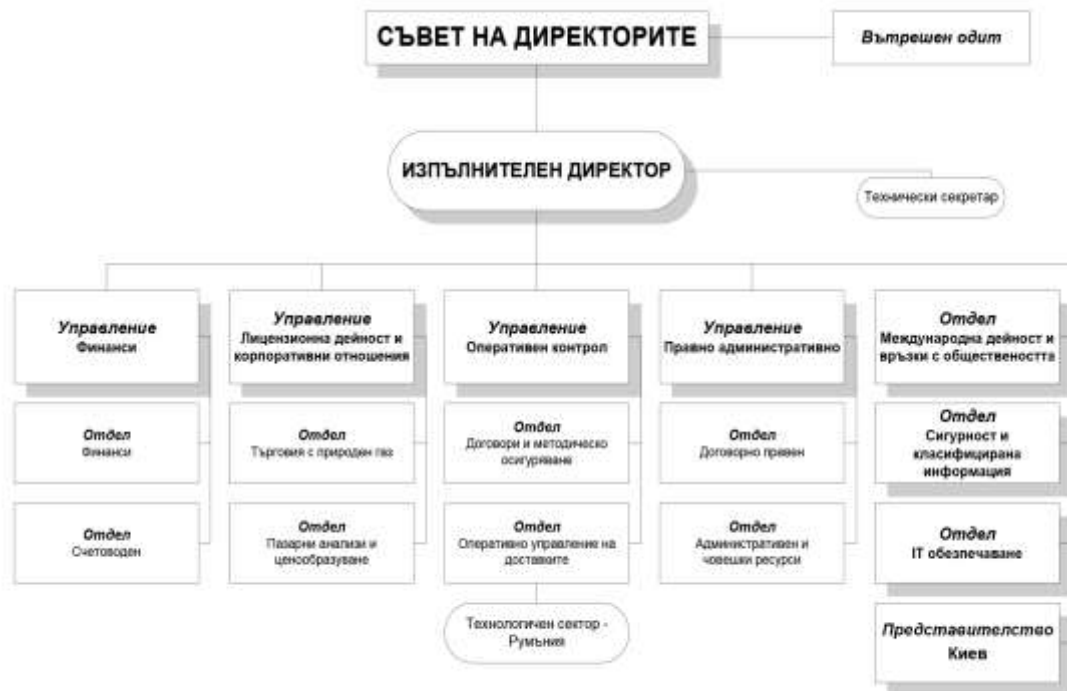 СЪВЕТ НА ДИРЕКТОРИТЕ
Вътрешен одит
ИЗПЪЛНИТЕЛЕН ДИРЕКТОР
Технически секретар
Управление
Финанси
Управление
Лицензионна дейност и
корпоративни отношения
Управление
Оперативен контрол
Управление
Правно административно
Отдел
Международна дейност и
връзки с обществеността
Отдел
Финанси
Отдел
Търговия с природен газ
Отдел
Договори и методическо
осигуряване
Отдел
Договорно правен
Отдел
Сигурност и
класифицирана
информация
Отдел
Счетоводен
Отдел
Пазарни анализи и
ценообразуване
Отдел
Оперативно управление на
доставките
Отдел
Административен и
човешки ресурси
Отдел
IT обезпечаване
Технологичен сектор -
Румъния
Представителство
Киев